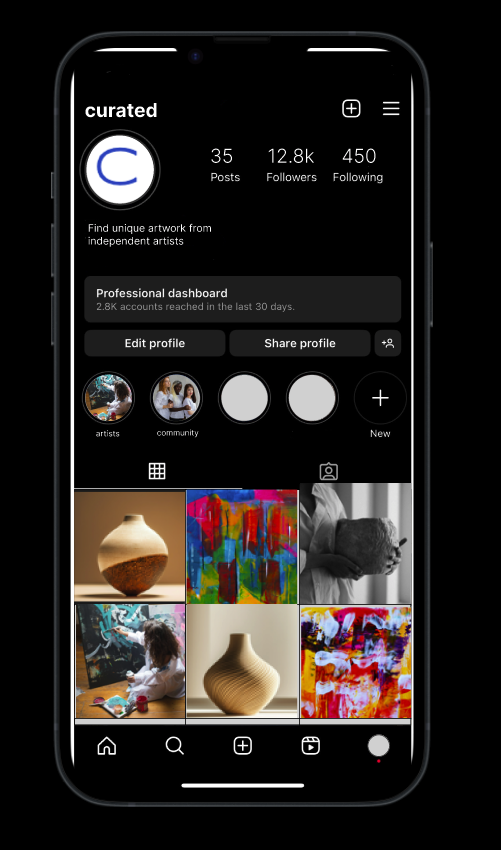 curated
C
35
12.8k
450
Posts
Followers
Following
Find unique artwork from
independent artists
Professional dashboard
2.8K accounts reached in the last 30 days.
Edit profile
Share profile
artists
community
New